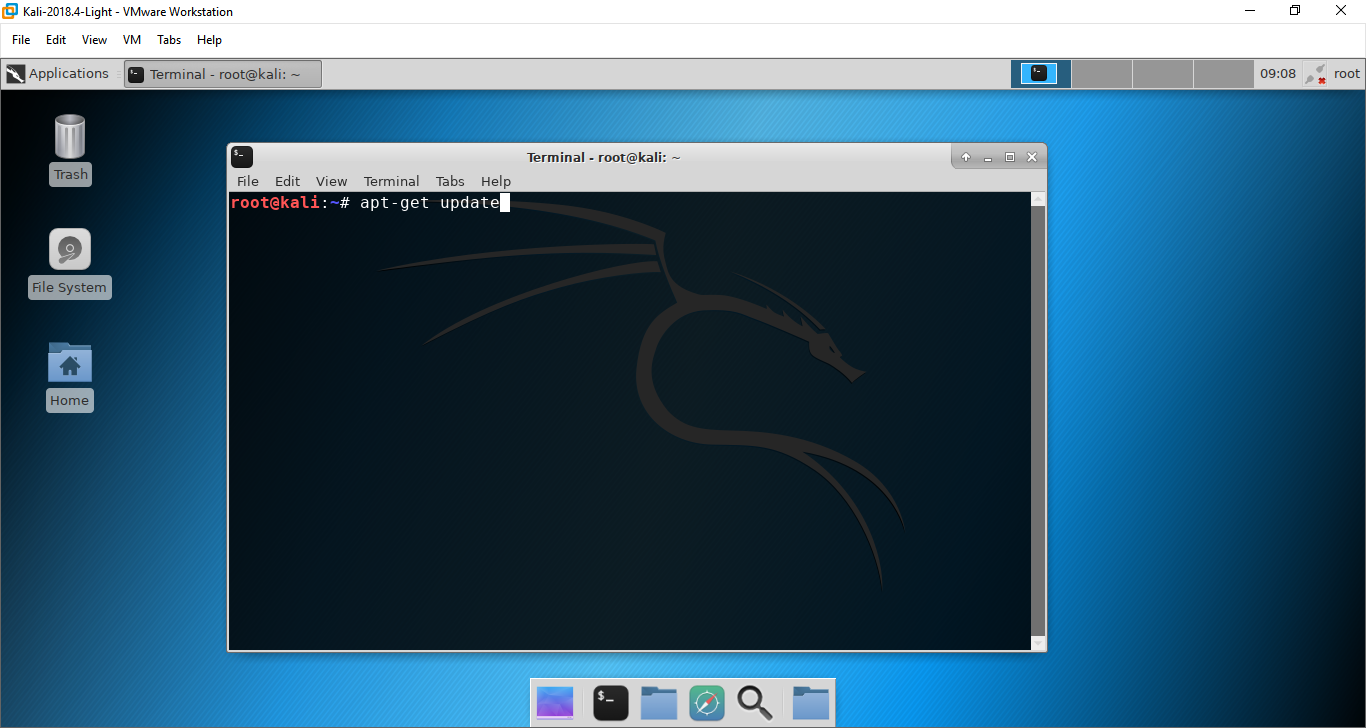 Kali-2018.4-Light - VMware Workstation
File Edit View VM Tabs Help
Applications Terminal - root@kali: ~ 09:08 root
Trash
File System
Home
Terminal - root@kali: ~
File Edit View Terminal Tabs Help
root@kali:~# apt-get update